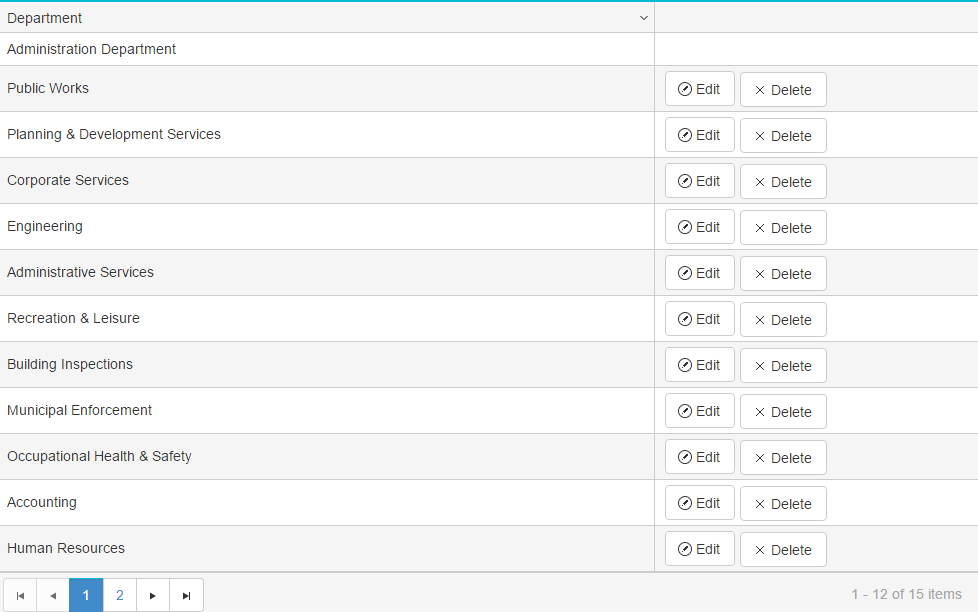 Department
Administration Department
Public Works Edit Delete
Planning & Development Services Edit Delete
Corporate Services Edit Delete
Engineering Edit Delete
Administrative Services Edit Delete
Recreation & Leisure Edit Delete
Building Inspections Edit Delete
Municipal Enforcement Edit Delete
Occupational Health & Safety Edit Delete
Accounting Edit Delete
Human Resources Edit Delete
1 2 1 - 12 of 15 items